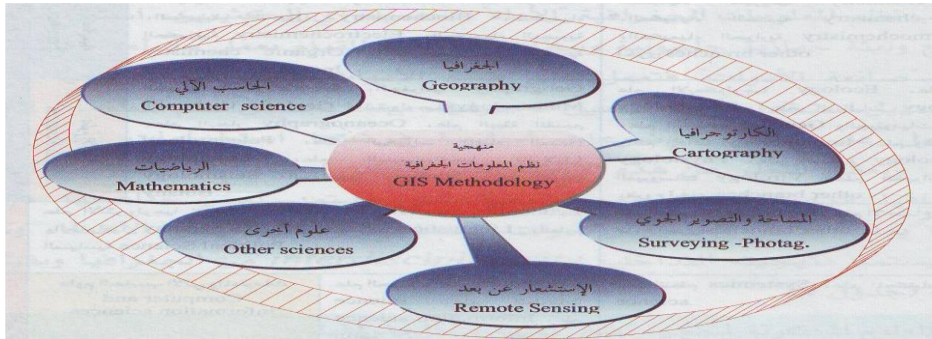 الجغرافيا
Geography
الحاسب الآلي
Computer science
الكارتوجرافيا
Cartography
منهجية
نظم المعلومات الجغرافية
GIS Methodology
الرياضيات
Mathematics
المساحة والتصوير الجوي
Surveying -Photag.
علوم أخرى
Other sciences
الإستشعار عن بعد
Remote Sensing